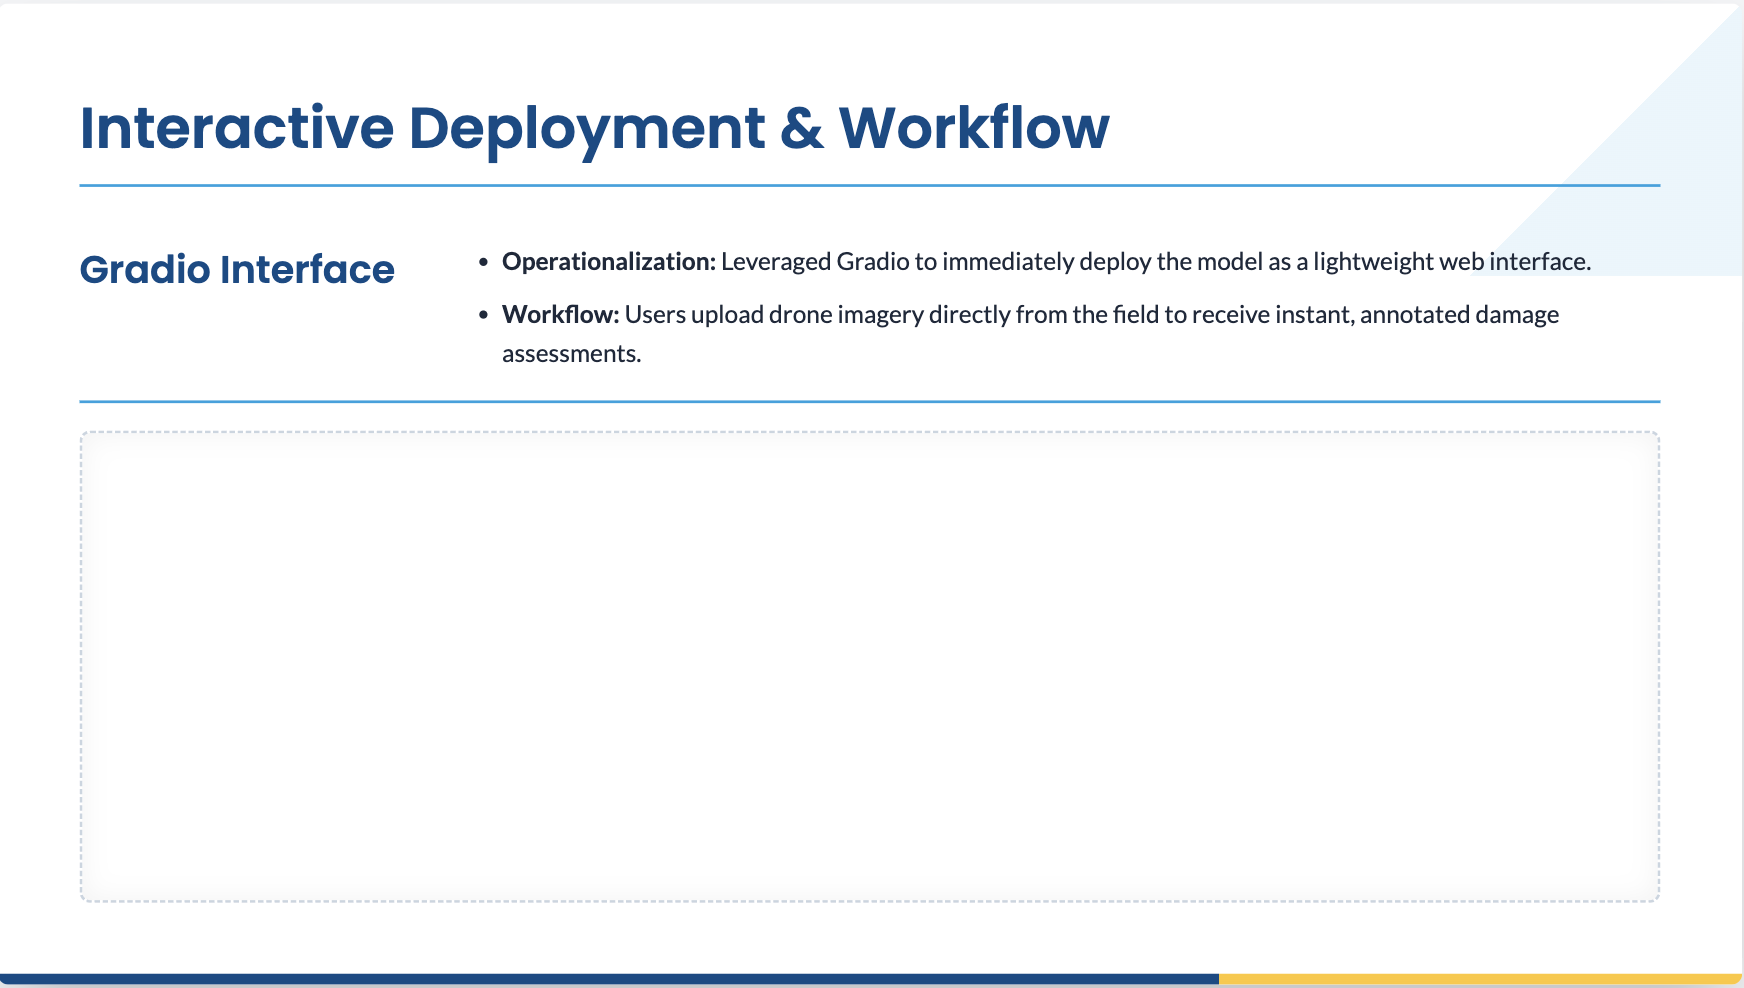 Interactive Deployment & Workflow
Gradio Interface
• Operationalization: Leveraged Gradio to immediately deploy the model as a lightweight web interface.
• Workflow: Users upload drone imagery directly from the field to receive instant, annotated damage
assessments.